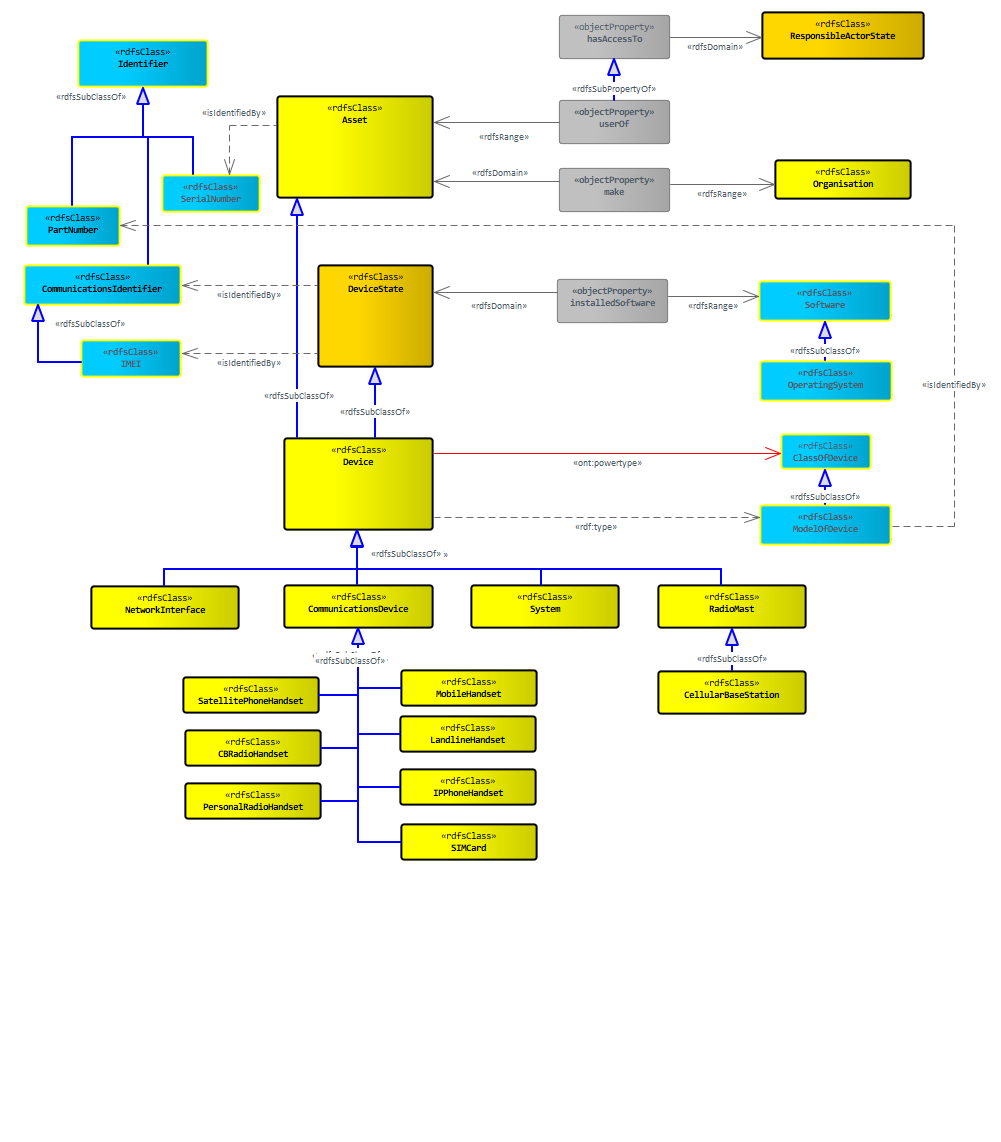 «objectProperty»
hasAccessTo
«rdfsDomain»
«rdfsClass»
ResponsibleActorState
«rdfsClass»
Identifier
«rdfsSubClassOf»
«rdfsSubPropertyOf»
«isIdentifiedBy»
«rdfsClass»
Asset
«objectProperty»
userOf
«rdfsRange»
«rdfsClass»
SerialNumber
«rdfsDomain»
«objectProperty»
make
«rdfsRange»
«rdfsClass»
Organisation
«rdfsClass»
PartNumber
«rdfsClass»
CommunicationsIdentifier
«isIdentifiedBy»
«rdfsClass»
DeviceState
«rdfsDomain»
«objectProperty»
installedSoftware
«rdfsRange»
«rdfsClass»
Software
«rdfsSubClassOf»
«rdfsClass»
IMEI
«isIdentifiedBy»
«rdfsSubClassOf»
«rdfsClass»
OperatingSystem
«isIdentifiedBy»
«rdfsSubClassOf»
«rdfsSubClassOf»
«rdfsClass»
Device
«ont:powertype»
«rdfsClass»
ClassOfDevice
«rdfsSubClassOf»
«rdf:type»
«rdfsClass»
ModelOfDevice
«rdfsSubClassOf» »
«rdfsClass»
NetworkInterface
«rdfsClass»
CommunicationsDevice
«rdfsClass»
System
«rdfsClass»
RadioMast
«rdfsSubClassOf»
«rdfsSubClassOf»
«rdfsClass»
SatellitePhoneHandset
«rdfsClass»
MobileHandset
«rdfsClass»
CellularBaseStation
«rdfsClass»
CBRadioHandset
«rdfsClass»
LandlineHandset
«rdfsClass»
PersonalRadioHandset
«rdfsClass»
IPPhoneHandset
«rdfsClass»
SIMCard